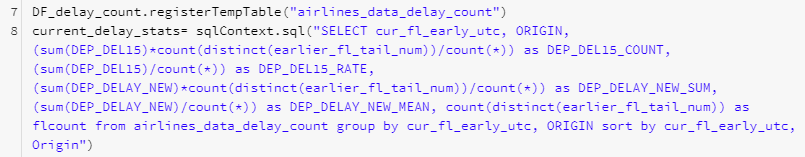 7 DF_delay_count.registerTempTable("airlines_data_delay_count")
8 current_delay_stats= sqlContext.sql("SELECT cur_fl_early_utc, ORIGIN,
(sum(DEP_DEL15)*count(distinct(earlier_fl_tail_num))/count(*)) as DEP_DEL15_COUNT,
(sum(DEP_DEL15)/count(*)) as DEP_DEL15_RATE,
(sum(DEP_DELAY_NEW)*count(distinct(earlier_fl_tail_num))/count(*)) as DEP_DELAY_NEW_SUM,
(sum(DEP_DELAY_NEW)/count(*)) as DEP_DELAY_NEW_MEAN, count(distinct(earlier_fl_tail_num)) as
flcount from airlines_data_delay_count group by cur_fl_early_utc, ORIGIN sort by cur_fl_early_utc,
Origin")